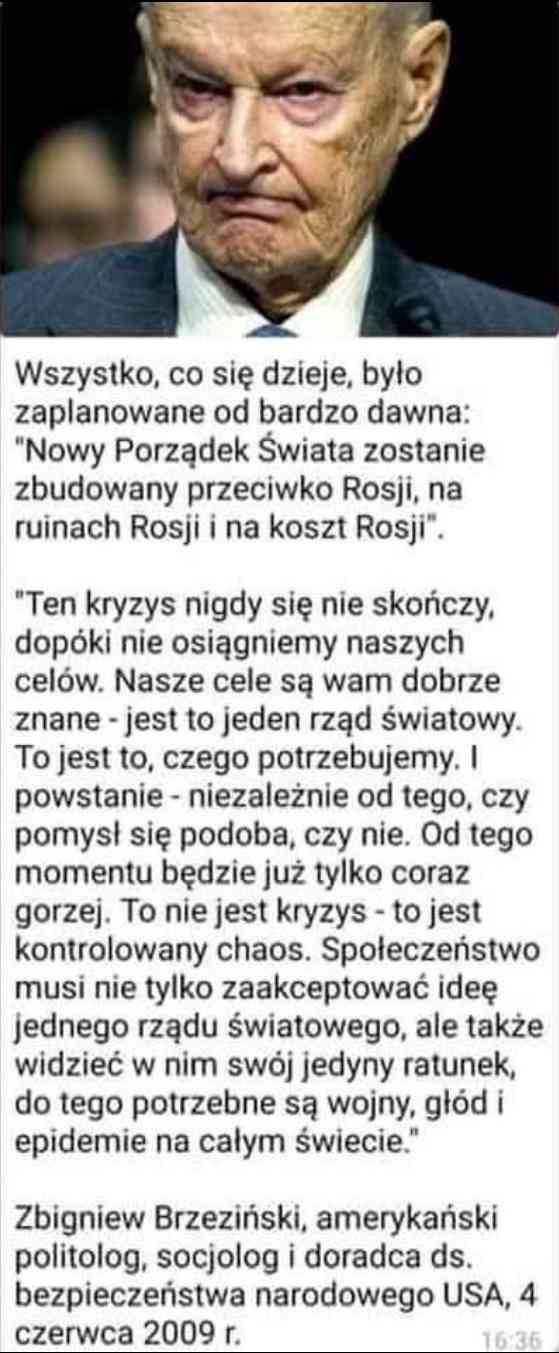 Wszystko, co się dzieje, było
zaplanowane od bardzo dawna:
"Nowy Porządek Świata zostanie
zbudowany przeciwko Rosji, na
ruinach Rosji i na koszt Rosji".
"Ten kryzys nigdy się nie skończy,
dopóki nie osiągniemy naszych
celów. Nasze cele są wam dobrze
znane - jest to jeden rząd światowy.
To jest to, czego potrzebujemy. I
powstanie - niezależnie od tego, czy
pomysł się podoba, czy nie. Od tego
momentu będzie już tylko coraz
gorzej. To nie jest kryzys - to jest
kontrolowany chaos. Społeczeństwo
musi nie tylko zaakceptować ideę
jednego rządu światowego, ale także
widzieć w nim swój jedyny ratunek,
do tego potrzebne są wojny, głód i
epidemie na całym świecie."
Zbigniew Brzeziński, amerykański
politolog, socjolog i doradca ds.
bezpieczeństwa narodowego USA, 4
czerwca 2009 r.
16:36